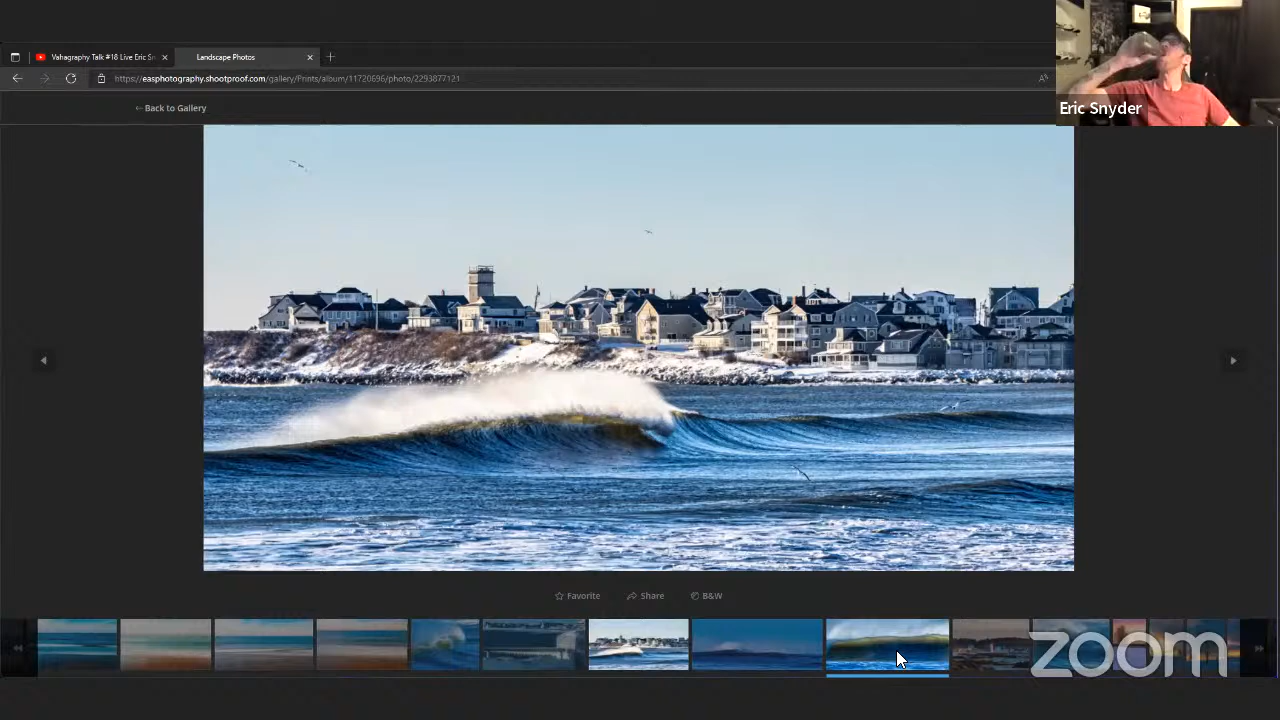 Vahagraphy Talk #18 Live Eric Sn
Landscape Photos
https://easphotography.shootproof.com/gallery/Prints/album/11720696/photo/2293877121
Eric Snyder
Back to Gallery
Favorite Share B&W
zoom